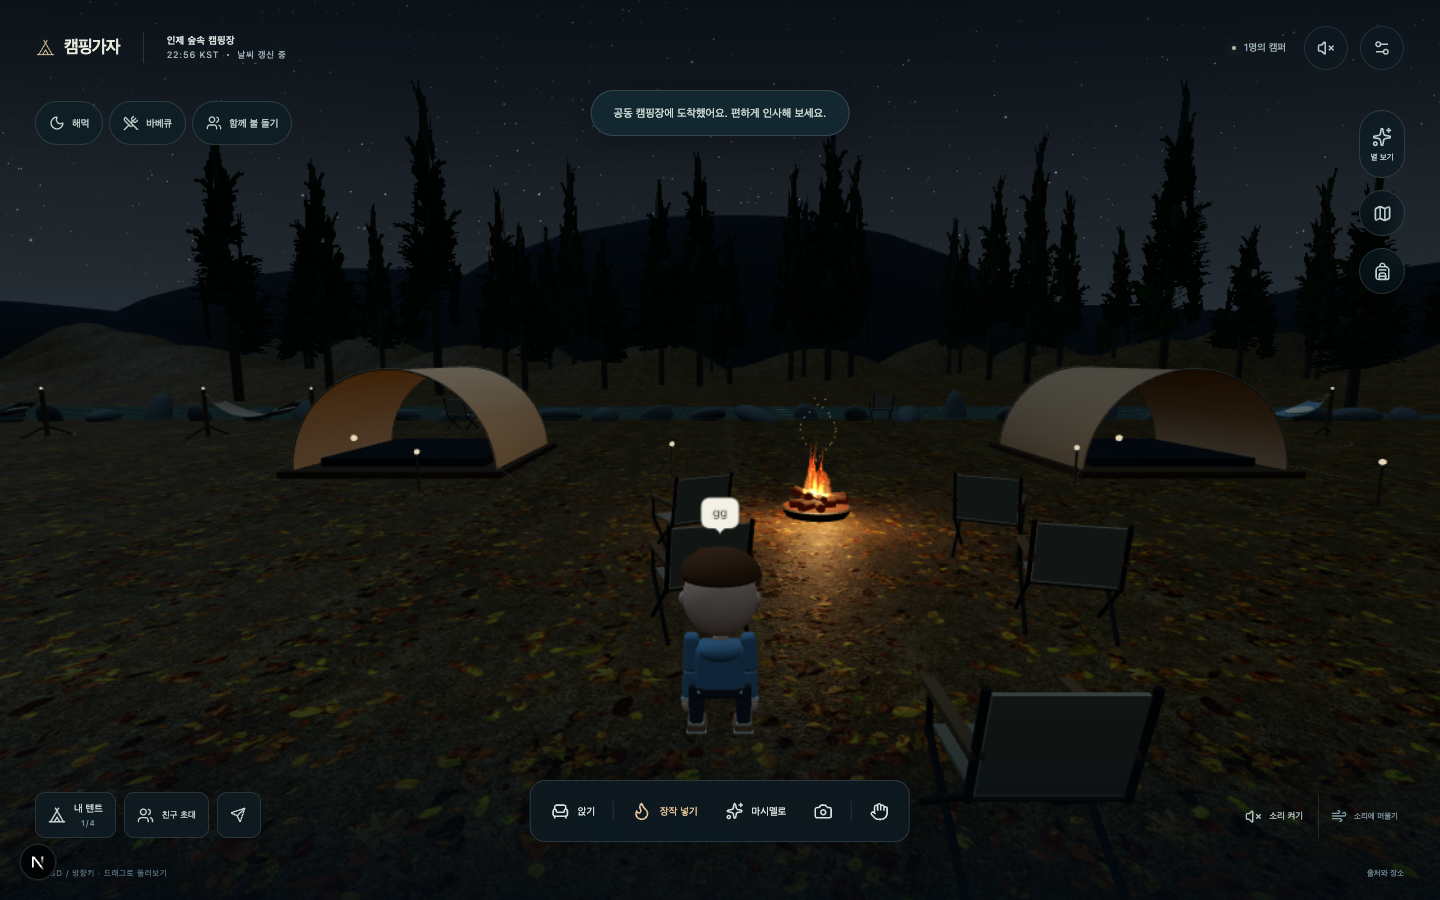 캠핑가자
인제 숲속 캠핑장
22:56 KST · 날씨 갱신 중
1명의 캠퍼
해먹
바베큐
함께 불 돌기
공동 캠핑장에 도착했어요. 편하게 인사해 보세요.
별 보기
gg
내 텐트
1/4
친구 초대
앉기
장작 넣기
마시멜로
소리 켜기
소리에 머물기
N
D / 방향키 · 드래그로 둘러보기
출처와 장소